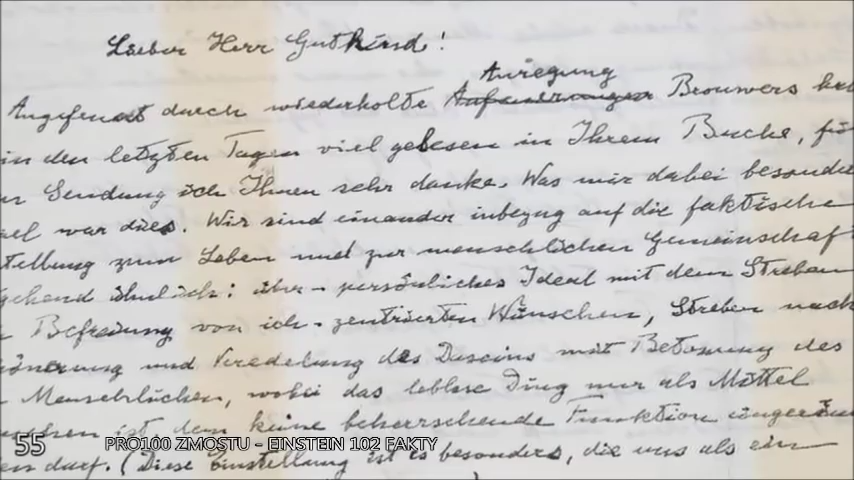 Lieber Herr Gutkind!
Anregung
Angefeuert durch wiederholte Anfeuerungen Brouwers
in den letzten Tagen viel gelesen in Ihrem Buche, für
Sendung ich Ihnen sehr danke. Was mir dabei besonders
war dies. Wir sind einander inbezug auf die faktische
zum Leben und zur menschlichen Gemeinschaft
ähnlich: über-persönliches Ideal mit dem Streben
Befreiung von ich-zentrierten Wünschen, Streben nach
und Veredelung des Daseins mit Betonung des
Menschlichen, wobei das leblose Ding nur als Mittel
ist, dem keine beherrschende Funktion
darf. (Diese Einstellung ist es besonders, die uns als ein
55 PRO100 ZMOSTU - EINSTEIN 102 FAKTY